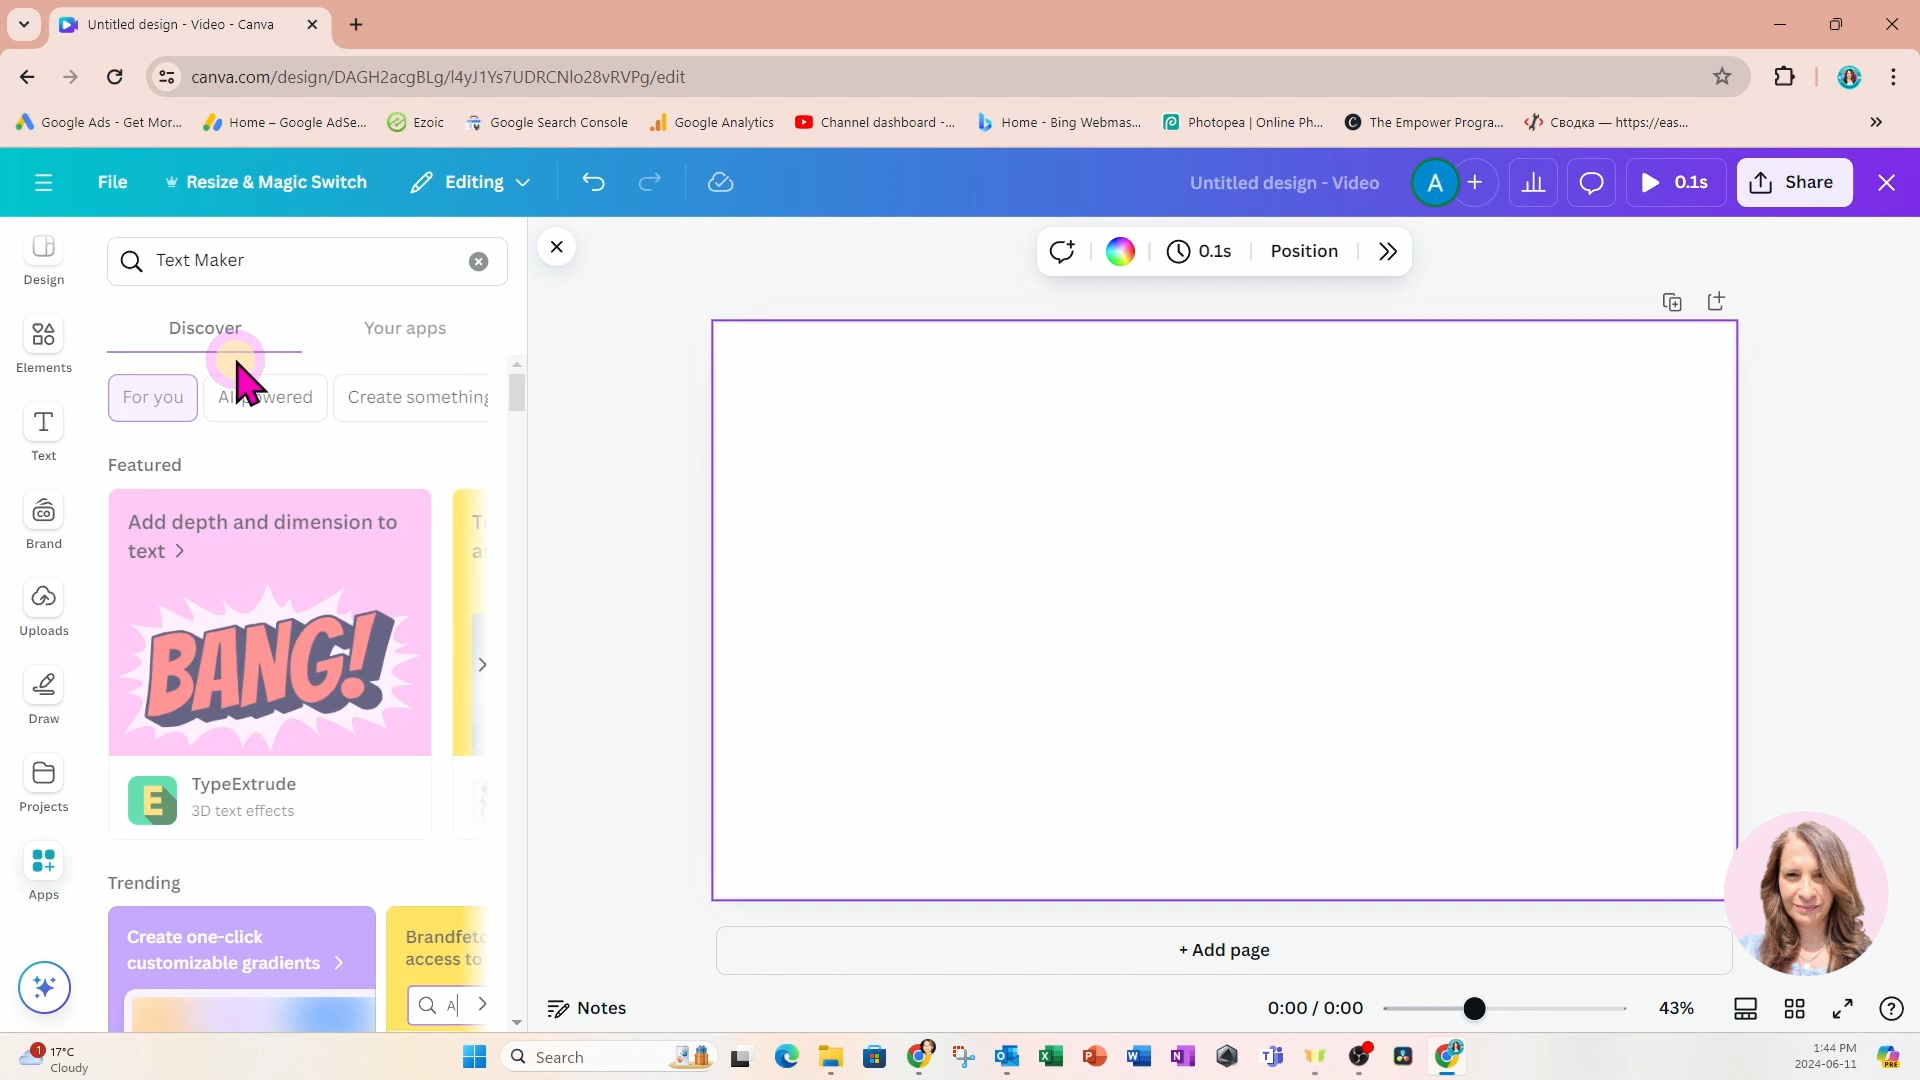 Untitled design - Video - Canva
canva.com/design/DAGH2acgBLg/l4yJ1Ys7UDRCNlo28vRVPg/edit
Google Ads - Get Mor...
Home – Google AdSe...
Ezoic
Google Search Console
Google Analytics
Channel dashboard -...
Home - Bing Webmas...
Photopea | Online Ph...
The Empower Progra...
Сводка — https://eas...
File
Resize & Magic Switch
Editing
Untitled design - Video
A
0.1s
Share
Design
Elements
Text
Brand
Uploads
Draw
Projects
Apps
Text Maker
Discover
Your apps
For you
AI-powered
Create something
Featured
Add depth and dimension to
text
BANG!
E
TypeExtrude
3D text effects
Trending
Create one-click
customizable gradients
Brandfetc
access to
A
0.1s
Position
+ Add page
Notes
0:00 / 0:00
43%
1
17°C
Cloudy
Search
1:44 PM
2024-06-11
PRE